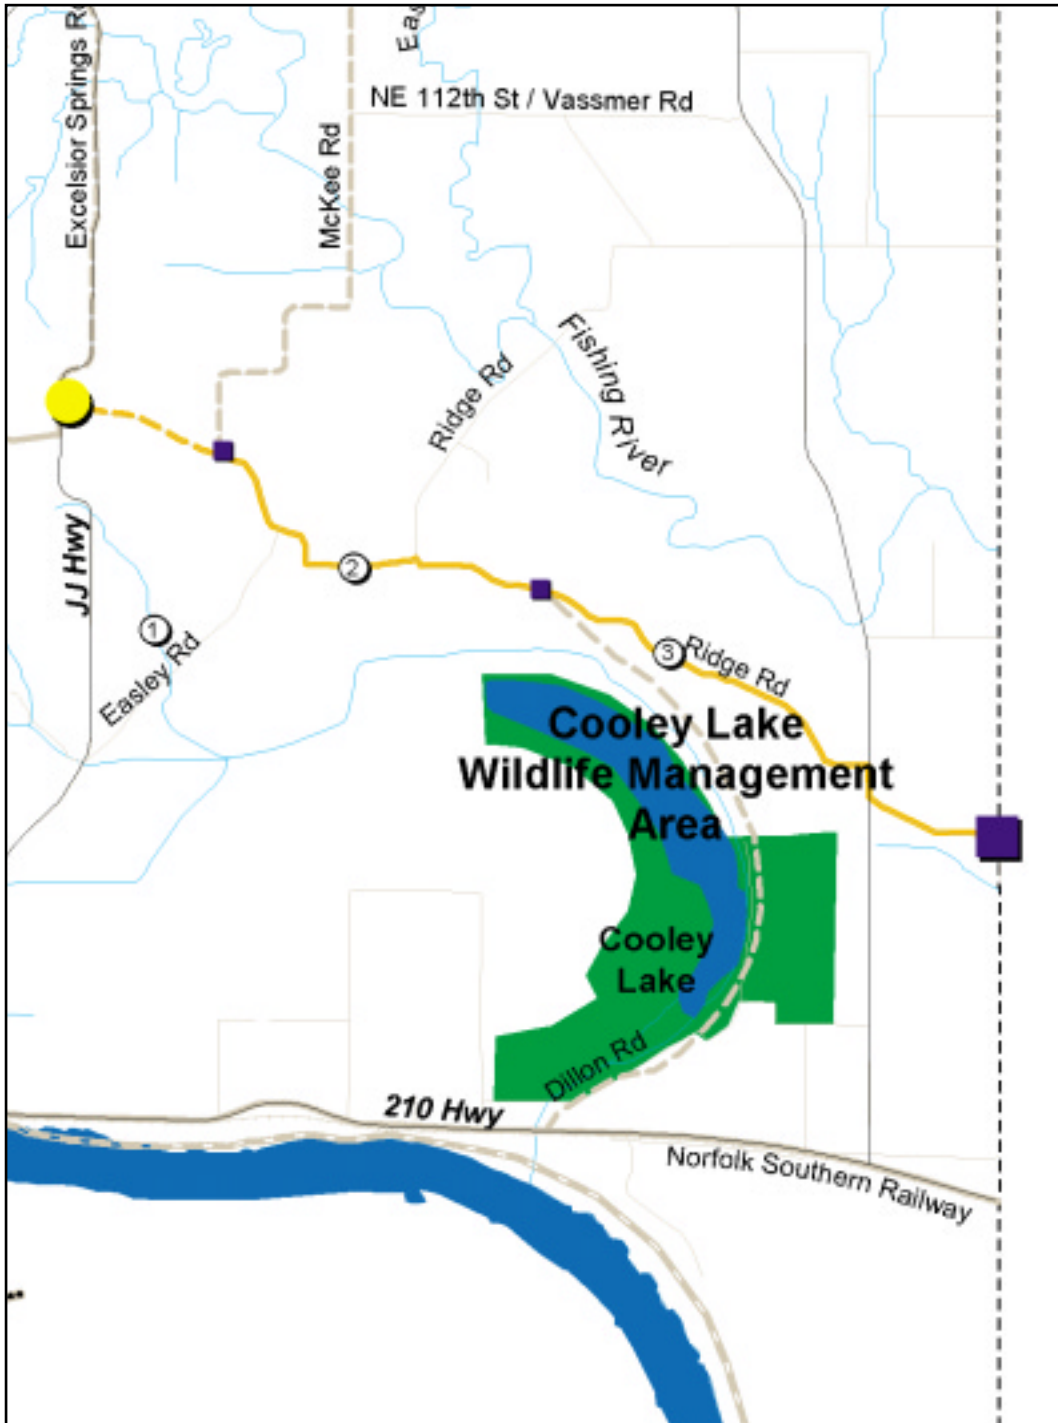 Excelsior Springs
NE 112th St / Vassmer Rd
McKee Rd
Fishing River
Ridge Rd
JJ Hwy
2
1
Easley Rd
3
Ridge Rd
Cooley Lake
Wildlife Management
Area
Cooley
Lake
Dillon Rd
210 Hwy
Norfolk Southern Railway